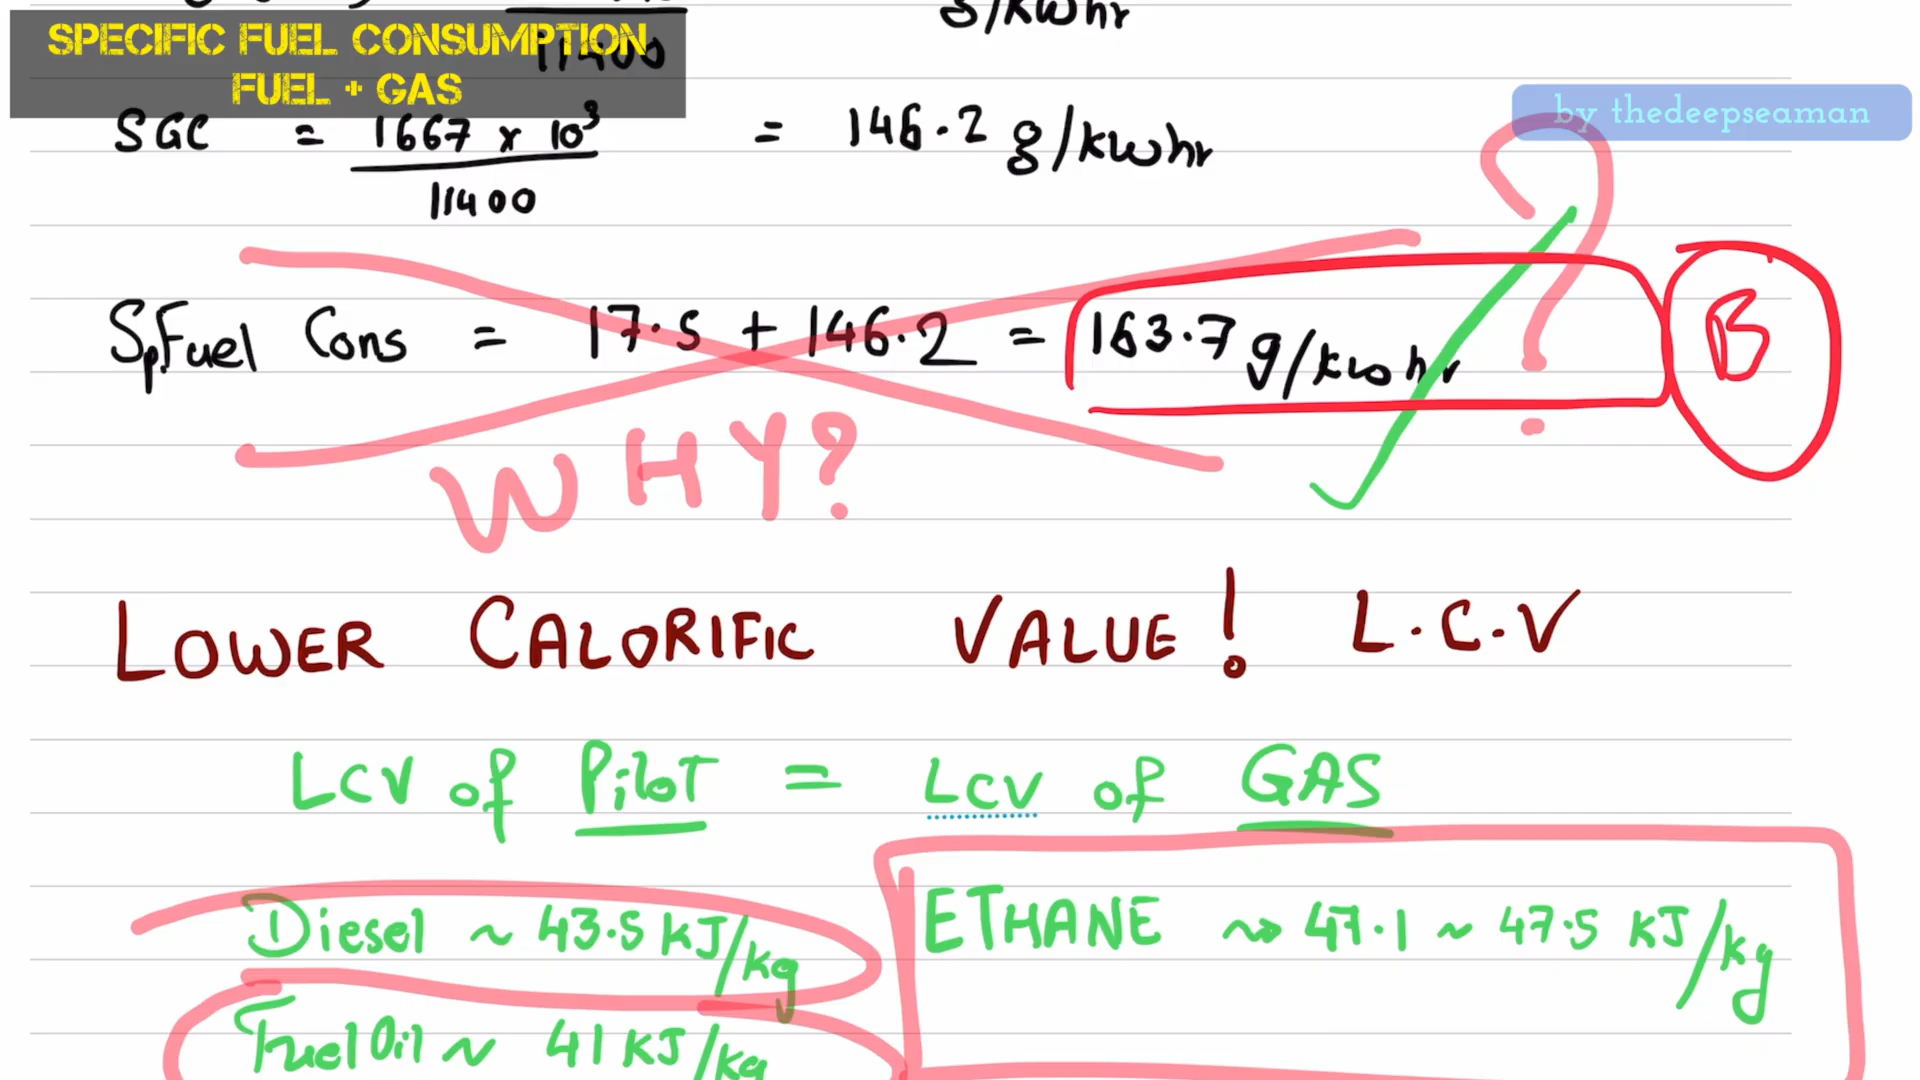 g/kwhr
SPECIFIC FUEL CONSUMPTION
11400
FUEL + GAS
by thedeepseaman
SGC = 1667 x 10³ = 146.2 g/kwhr
11400
?
SpFuel Cons = 17.5 + 146.2 = 163.7 g/kwhr B
WHY?
LOWER CALORIFIC VALUE! L.C.V
LCV of PiloT = LCV of GAS
Diesel ~ 43.5 KJ/kg
ETHANE ~> 47.1 ~ 47.5 KJ/kg
Fuel Oil ~ 41 KJ/kg